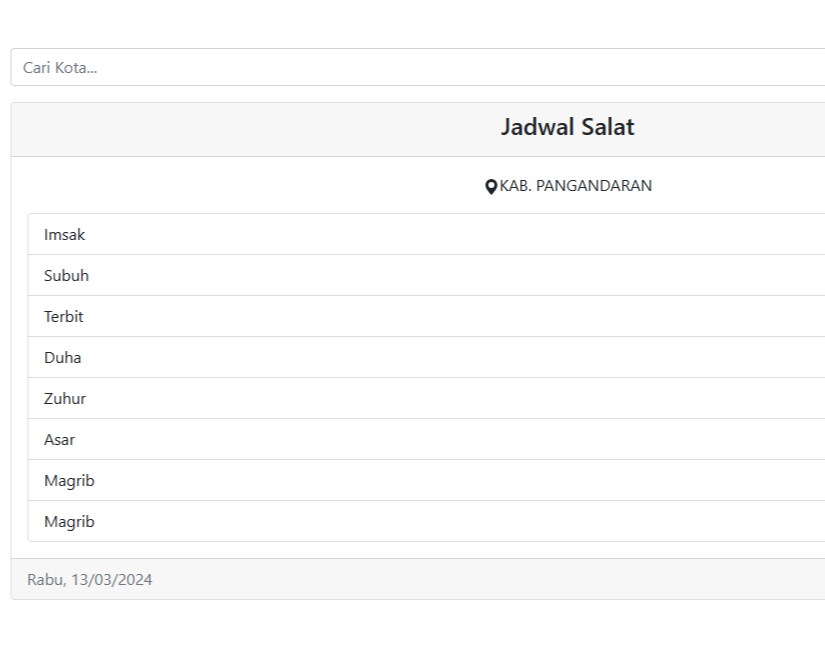 Cari Kota...
Jadwal Salat
KAB. PANGANDARAN
Imsak
Subuh
Terbit
Duha
Zuhur
Asar
Magrib
Magrib
Rabu, 13/03/2024